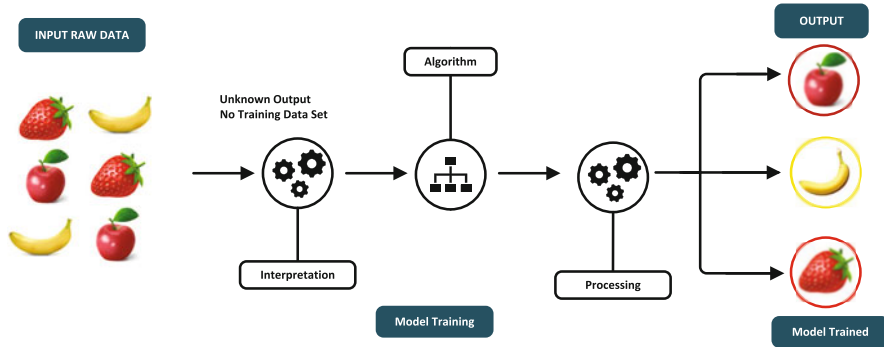 INPUT RAW DATA
OUTPUT
Algorithm
Unknown Output
No Training Data Set
Interpretation
Processing
Model Training
Model Trained